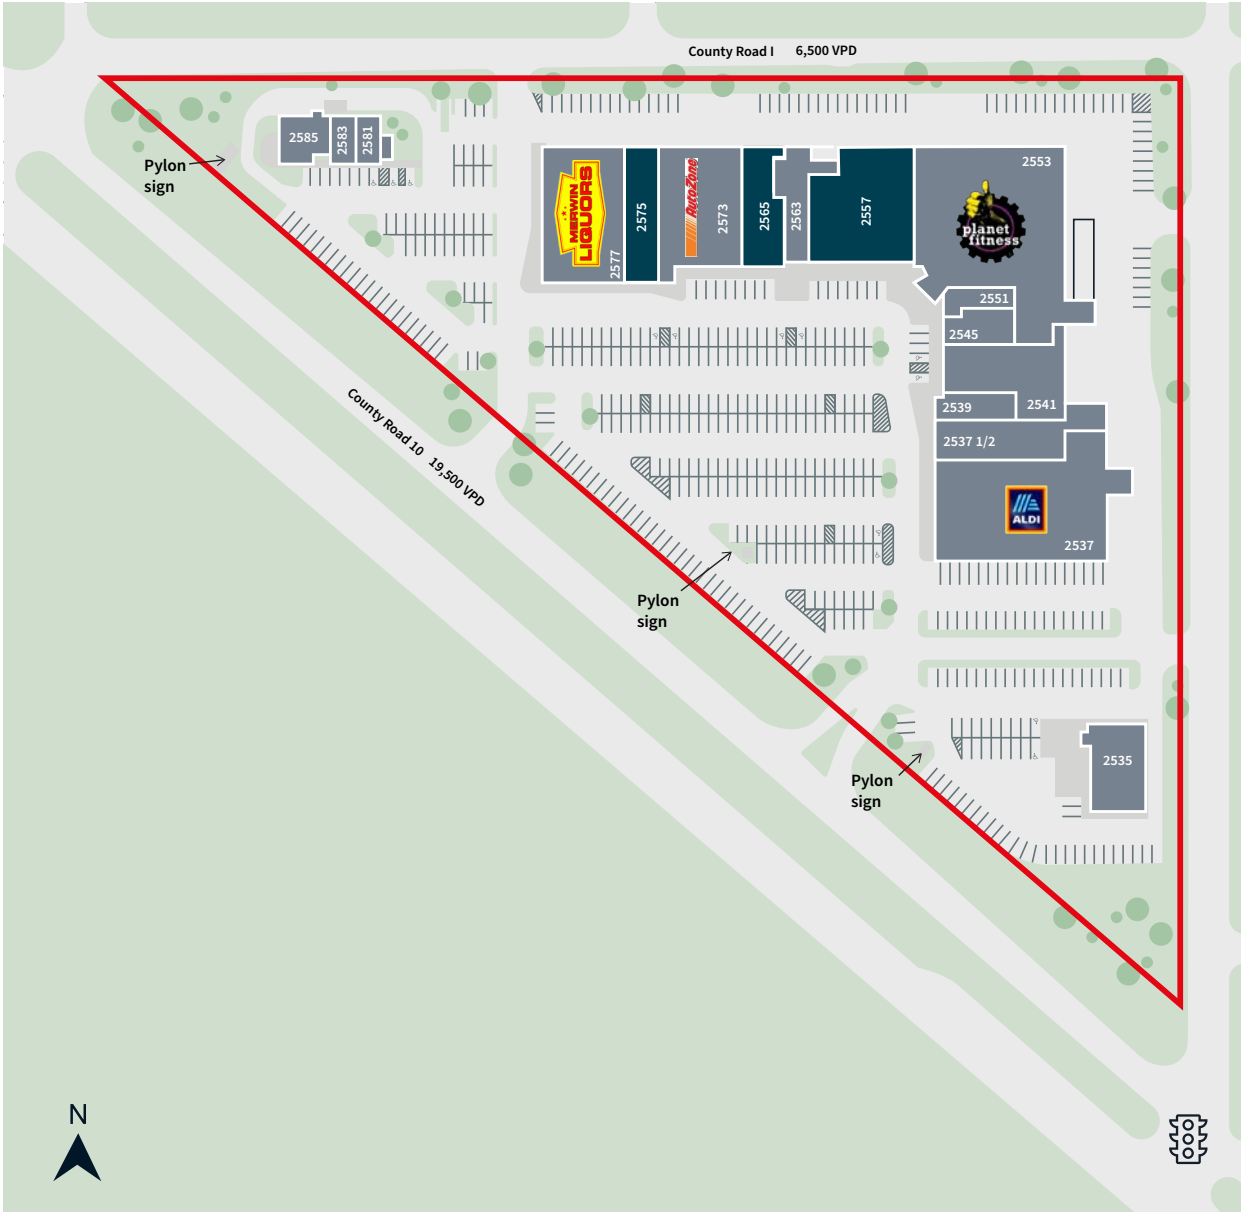 County Road I 6,500 VPD
Pylon
sign
2585
2583
2581
MERWIN
LIQUORS
2577
2575
AutoZone
2573
2565
2563
2557
2553
planet
fitness
2551
2545
2541
2539
2537 1/2
ALDI
2537
County Road 10 19,500 VPD
Pylon
sign
Pylon
sign
2535
N